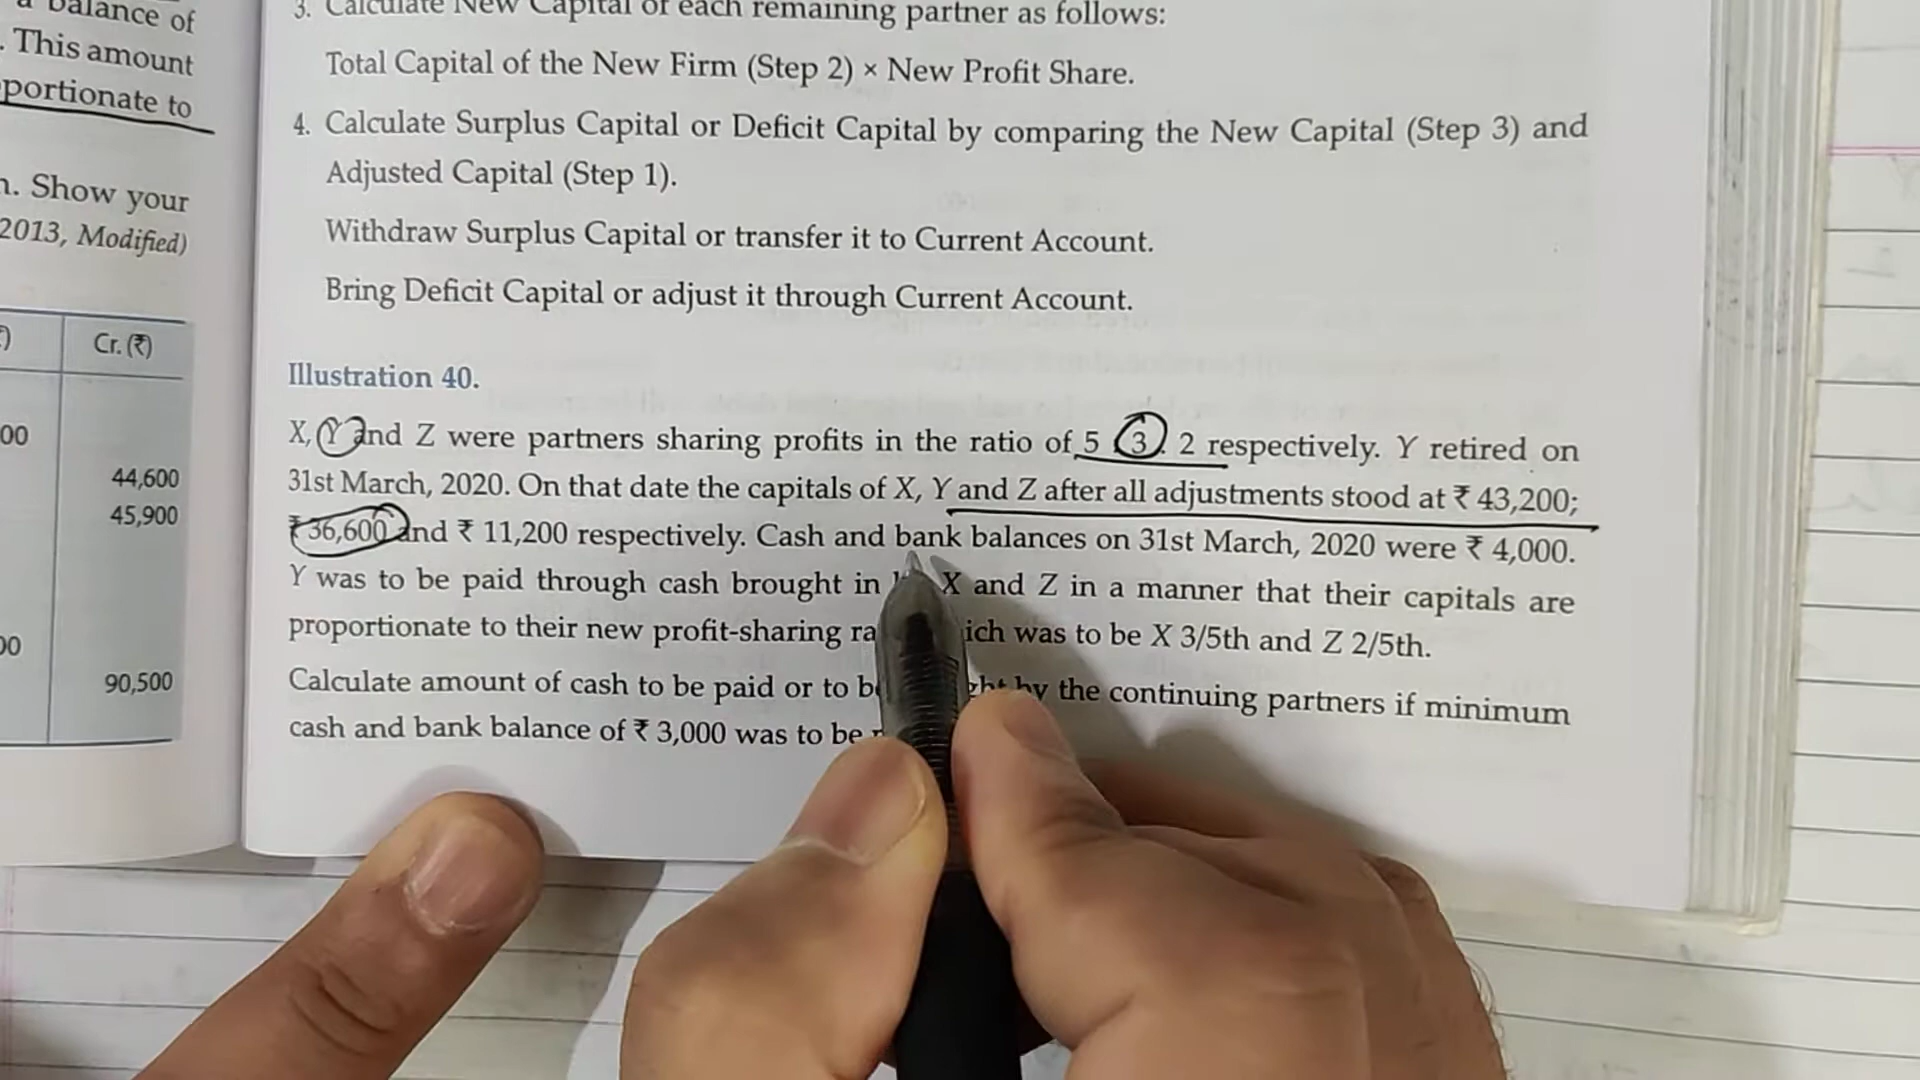 a balance of
. This amount
portionate to
n. Show your
2013, Modified)
Cr. (₹)
00
44,600
45,900
00
90,500
3. Calculate New Capital of each remaining partner as follows:
Total Capital of the New Firm (Step 2) × New Profit Share.
4. Calculate Surplus Capital or Deficit Capital by comparing the New Capital (Step 3) and
Adjusted Capital (Step 1).
Withdraw Surplus Capital or transfer it to Current Account.
Bring Deficit Capital or adjust it through Current Account.
Illustration 40.
X, Y and Z were partners sharing profits in the ratio of 5 3 : 2 respectively. Y retired on
31st March, 2020. On that date the capitals of X, Y and Z after all adjustments stood at ₹ 43,200;
₹ 36,600 and ₹ 11,200 respectively. Cash and bank balances on 31st March, 2020 were ₹ 4,000.
Y was to be paid through cash brought in X and Z in a manner that their capitals are
proportionate to their new profit-sharing was to be X 3/5th and Z 2/5th.
Calculate amount of cash to be paid or to by the continuing partners if minimum
cash and bank balance of ₹ 3,000 was to be